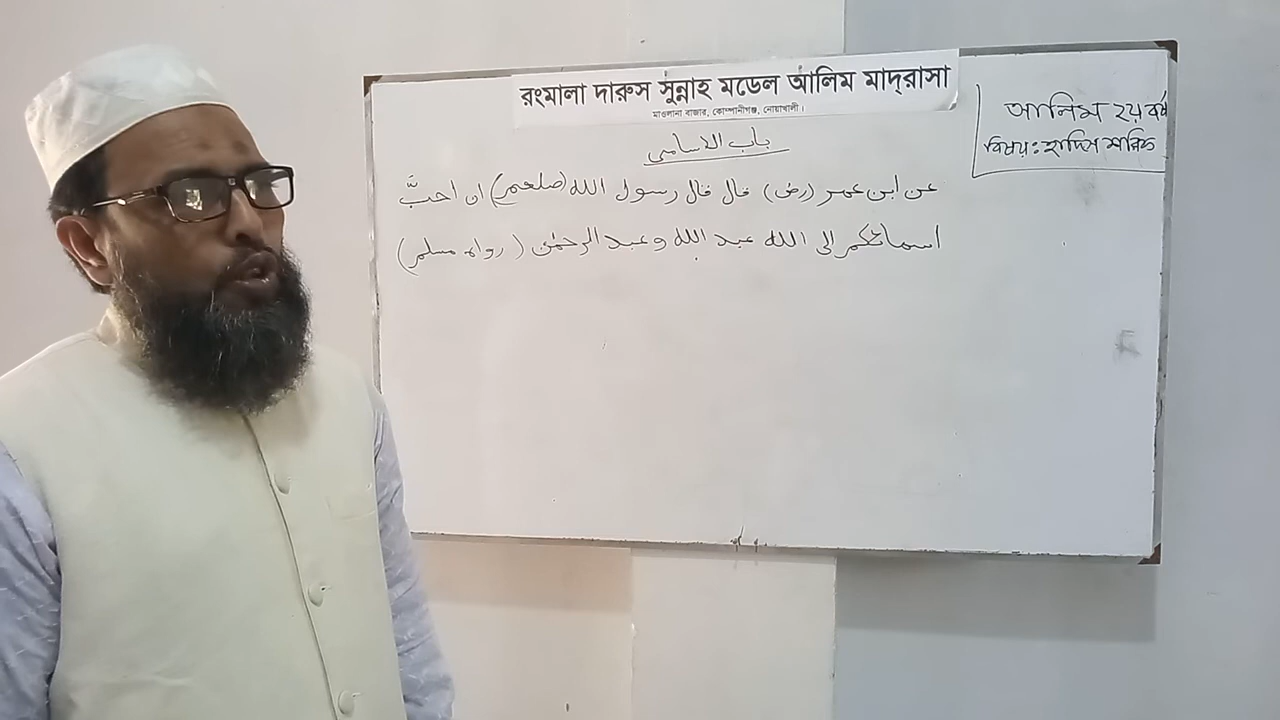 রংমালা দারুস সুন্নাহ মডেল আলিম মাদ্রাসা
মাওলানা বাজার, কোম্পানীগঞ্জ, নোয়াখালী।
আলিম ২য় বর্ষ
বিষয়ঃ হাদিস শরিফ
باب الاسامى
عن ابن عمر (رض) قال قال رسول الله (صلعم) ان احبَّ
اسمائكم الى الله عبد الله وعبد الرحمٰن (رواه مسلم)